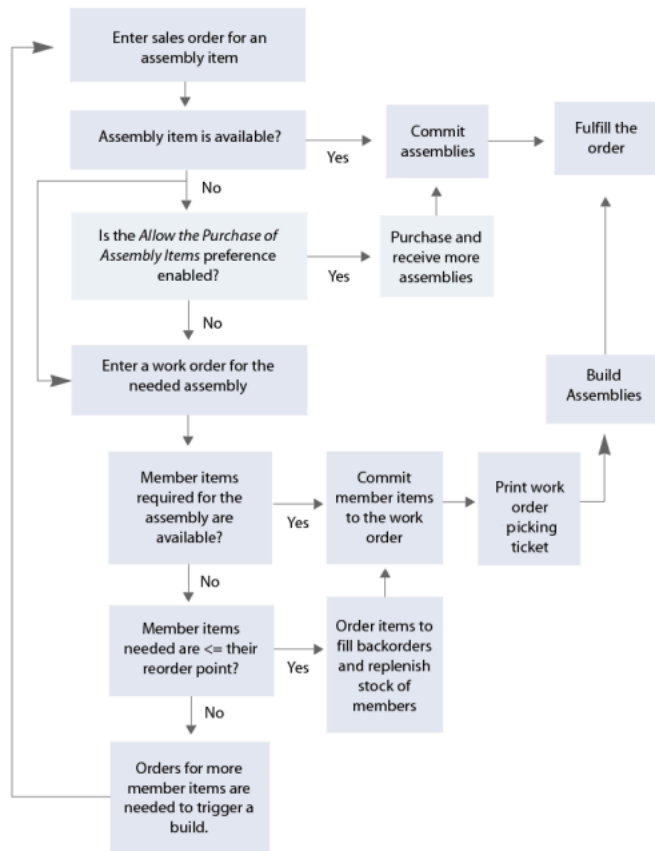 Enter sales order for an
assembly item
Assembly item is available?
Yes
Commit
assemblies
Fulfill the
order
No
Is the Allow the Purchase of
Assembly Items preference
enabled?
Yes
Purchase and
receive more
assemblies
No
Enter a work order for the
needed assembly
Build
Assemblies
Member items
required for the
assembly are
available?
Yes
Commit
member items
to the work
order
Print work
order
picking
ticket
No
Member items
needed are <= their
reorder point?
Yes
Order items to
fill backorders
and replenish
stock of
members
No
Orders for more
member items are
needed to trigger a
build.